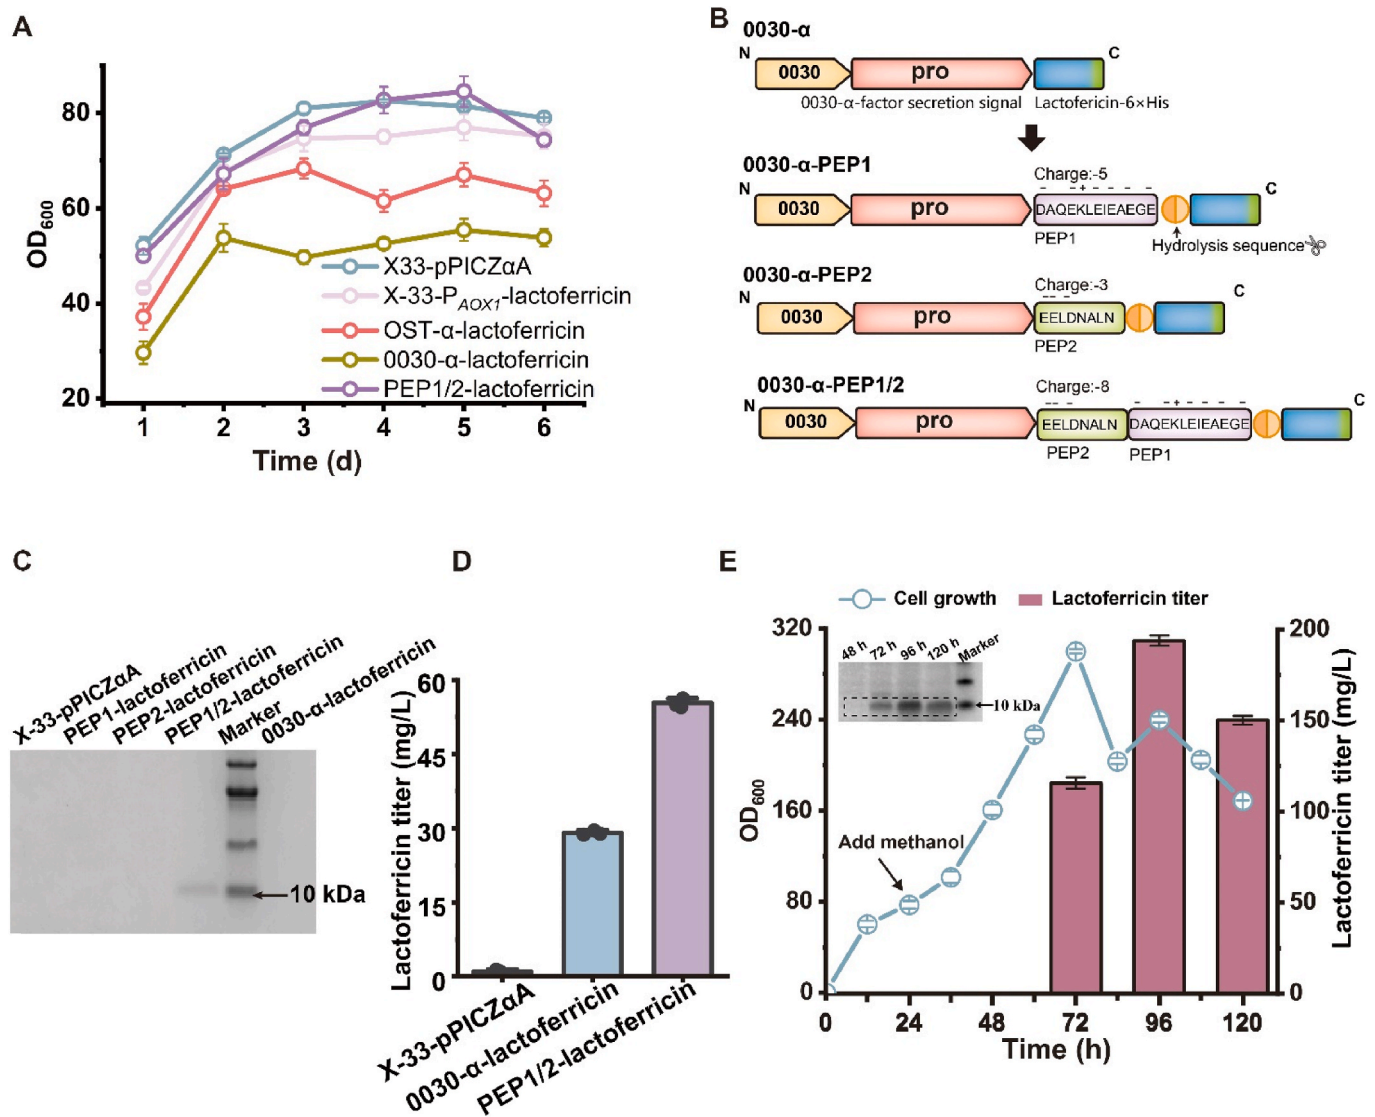 A
80
60
40
20
OD600
1 2 3 4 5 6
Time (d)
X33-pPICZαA
X-33-PAOX1-lactoferricin
OST-α-lactoferricin
0030-α-lactoferricin
PEP1/2-lactoferricin
B
0030-α
N
C
0030
pro
0030-α-factor secretion signal
Lactofericin-6×His
0030-α-PEP1
Charge:-5
- --+ - - - -
N
C
0030
pro
DAQEKLEIEAEGE
PEP1
Hydrolysis sequence
0030-α-PEP2
Charge:-3
-- -
N
C
0030
pro
EELDNALN
PEP2
0030-α-PEP1/2
Charge:-8
-- - - --+ - - - -
N
C
0030
pro
EELDNALN
DAQEKLEIEAEGE
PEP2
PEP1
C
X-33-pPICZαA
PEP1-lactoferricin
PEP2-lactoferricin
PEP1/2-lactoferricin
Marker
0030-α-lactoferricin
10 kDa
D
60
45
30
15
0
Lactoferricin titer (mg/L)
X-33-pPICZαA
0030-α-lactoferricin
PEP1/2-lactoferricin
E
Cell growth
Lactoferricin titer
320
240
160
80
0
OD600
48 h
72 h
96 h
120 h
Marker
10 kDa
Add methanol
200
150
100
50
0
Lactoferricin titer (mg/L)
0 24 48 72 96 120
Time (h)